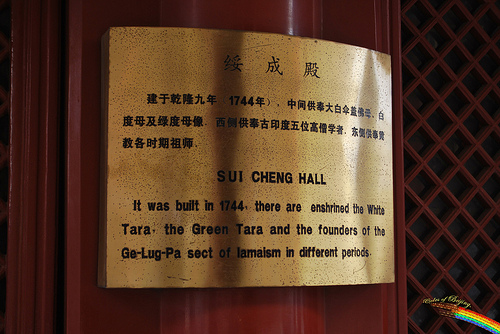 绥成殿
建于乾隆九年 1744年），中间供奉大白伞盖佛母、白
度母及绿度母像．西侧供奉古印度五位高僧学者．东侧供奉黄
教各时期祖师．
SUI CHENG HALL
It was built in 1744, there are enshrined the White
Tara, the Green Tara and the founders of the
Ge-Lug-Pa sect of lamaism in different periods.
Color of Beijing